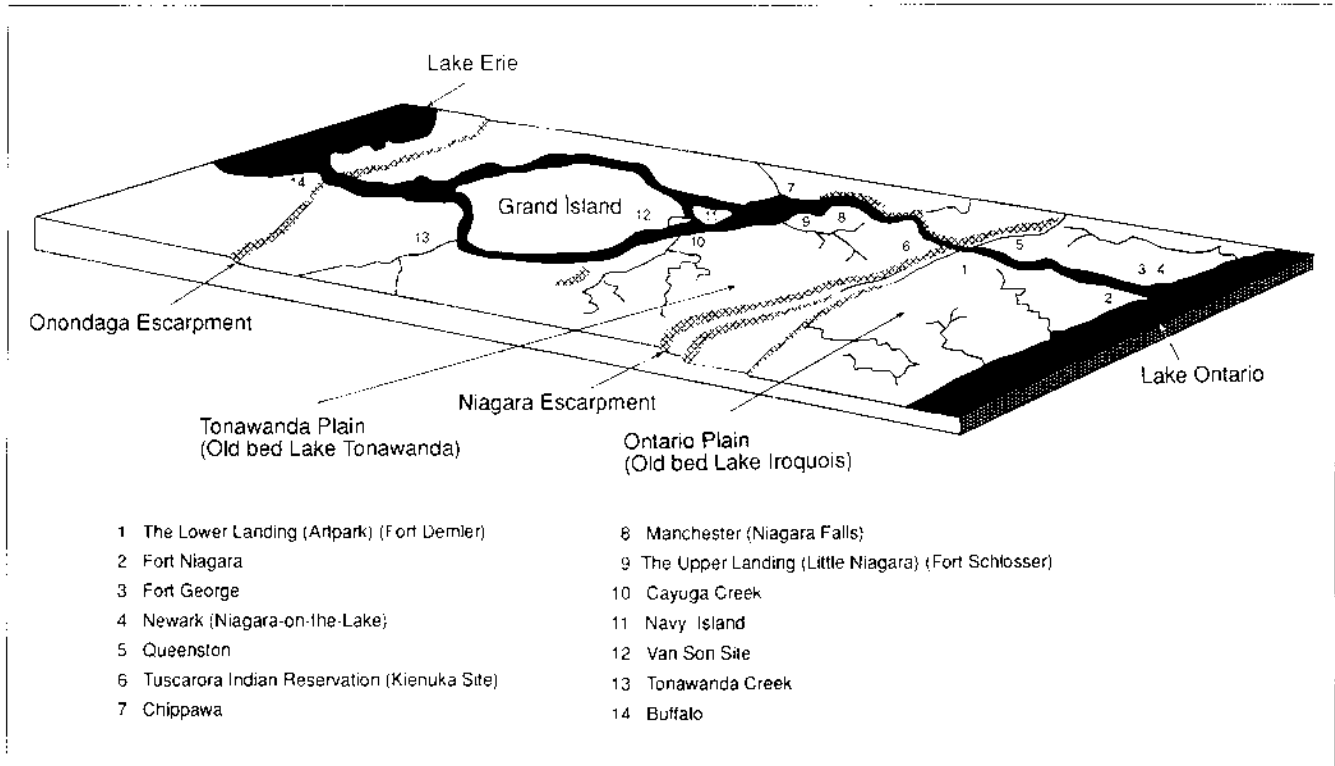 Lake Erie
14
Grand Island
12
11
13
10
7
9
8
6
5
1
3
4
2
Onondaga Escarpment
Lake Ontario
Niagara Escarpment
Tonawanda Plain
(Old bed Lake Tonawanda)
Ontario Plain
(Old bed Lake Iroquois)
1 The Lower Landing (Artpark) (Fort Demler)
2 Fort Niagara
3 Fort George
4 Newark (Niagara-on-the-Lake)
5 Queenston
6 Tuscarora Indian Reservation (Kienuka Site)
7 Chippawa
8 Manchester (Niagara Falls)
9 The Upper Landing (Little Niagara) (Fort Schlosser)
10 Cayuga Creek
11 Navy Island
12 Van Son Site
13 Tonawanda Creek
14 Buffalo